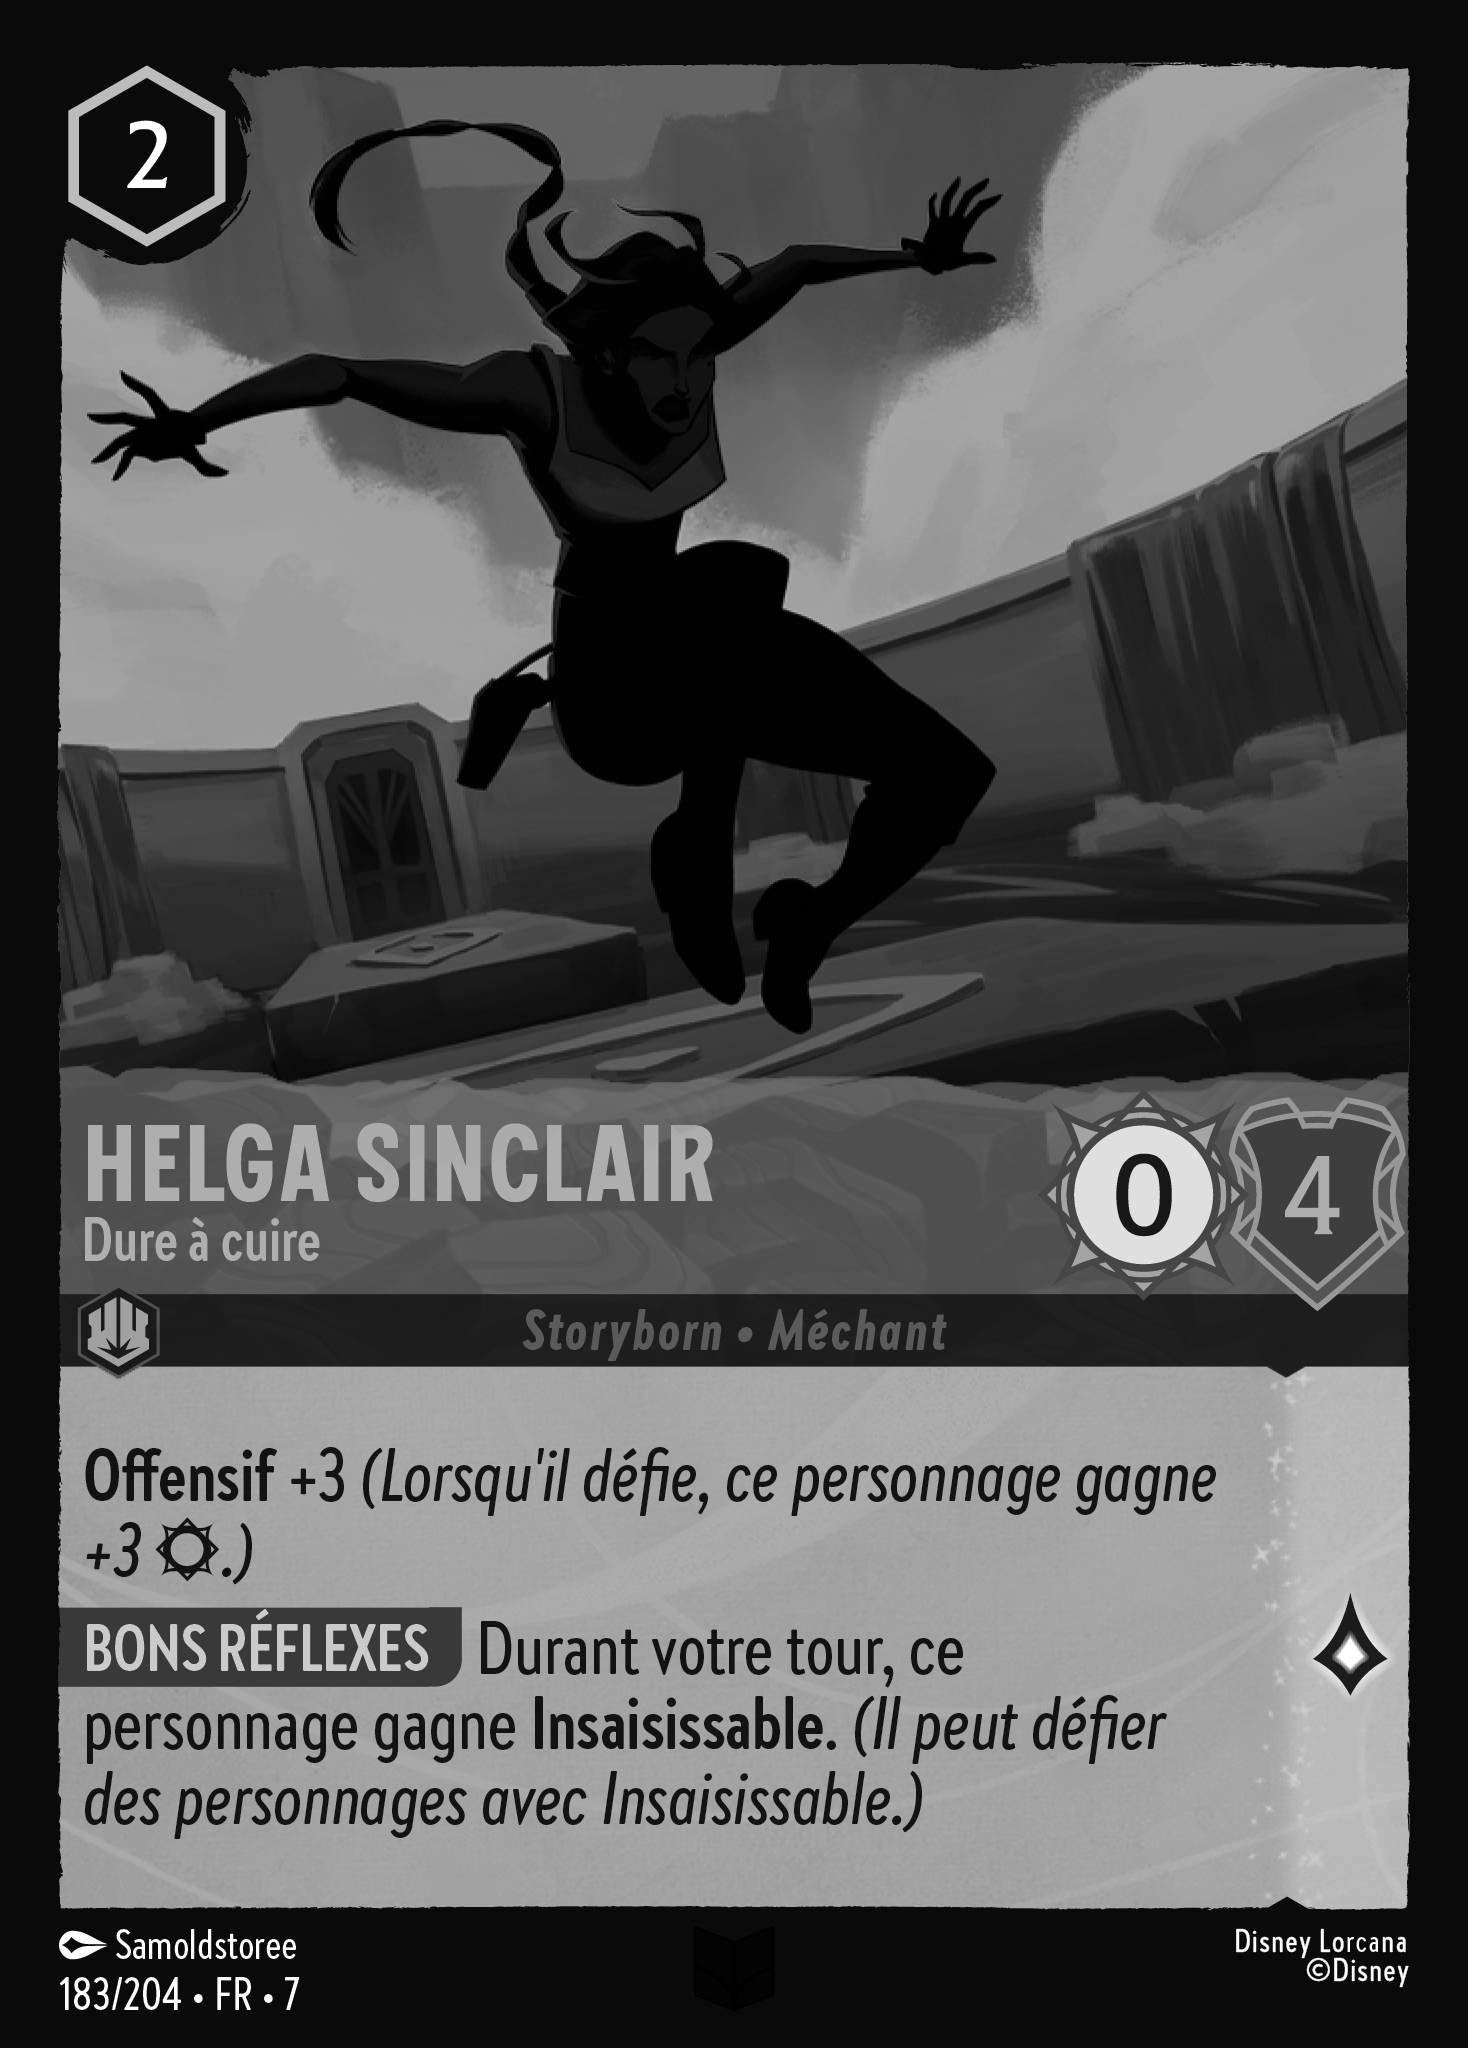 2
HELGA SINCLAIR
Dure à cuire
0
4
Storyborn • Méchant
Offensif +3 (Lorsqu'il défie, ce personnage gagne
+3 .)
BONS RÉFLEXES Durant votre tour, ce
personnage gagne Insaisissable. (Il peut défier
des personnages avec Insaisissable.)
Samoldstoree
183/204 • FR • 7
Disney Lorcana
©Disney